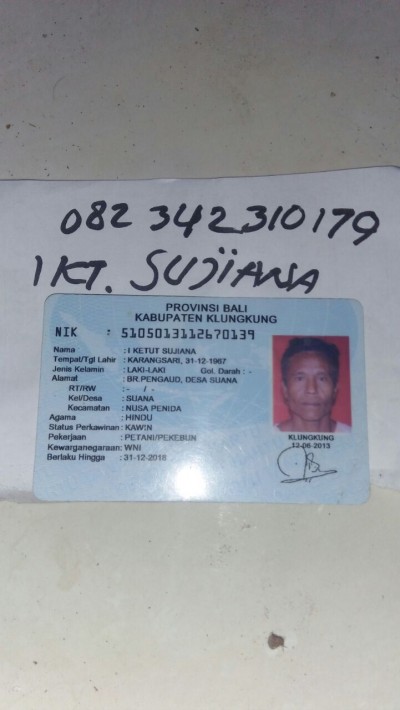 082 342 310179
I KT. SUJIANA
PROVINSI BALI
KABUPATEN KLUNGKUNG
NIK : 5105013112670139
Nama : I KETUT SUJIANA
Tempat/Tgl Lahir : KARANGSARI, 31-12-1967
Jenis Kelamin : LAKI-LAKI Gol. Darah : -
Alamat : BR.PENGAUD, DESA SUANA
RT/RW : - / -
Kel/Desa : SUANA
Kecamatan : NUSA PENIDA
Agama : HINDU
Status Perkawinan : KAWIN
Pekerjaan : PETANI/PEKEBUN
Kewarganegaraan: WNI
Berlaku Hingga : 31-12-2018
KLUNGKUNG
12-06-2013